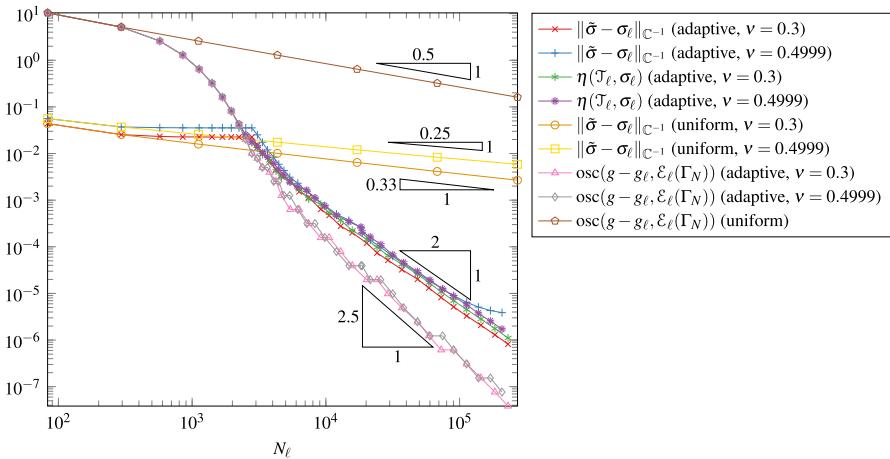 10^1
10^0
10^{-1}
10^{-2}
10^{-3}
10^{-4}
10^{-5}
10^{-6}
10^{-7}
0.5
1
0.25
1
0.33
1
2
1
2.5
1
10^2
10^3
10^4
10^5
N_ℓ
‖σ̃ − σ_ℓ‖_{ℂ^{-1}} (adaptive, ν = 0.3)
‖σ̃ − σ_ℓ‖_{ℂ^{-1}} (adaptive, ν = 0.4999)
η(𝒯_ℓ, σ_ℓ) (adaptive, ν = 0.3)
η(𝒯_ℓ, σ_ℓ) (adaptive, ν = 0.4999)
‖σ̃ − σ_ℓ‖_{ℂ^{-1}} (uniform, ν = 0.3)
‖σ̃ − σ_ℓ‖_{ℂ^{-1}} (uniform, ν = 0.4999)
osc(g − g_ℓ, ℰ_ℓ(Γ_N)) (adaptive, ν = 0.3)
osc(g − g_ℓ, ℰ_ℓ(Γ_N)) (adaptive, ν = 0.4999)
osc(g − g_ℓ, ℰ_ℓ(Γ_N)) (uniform)